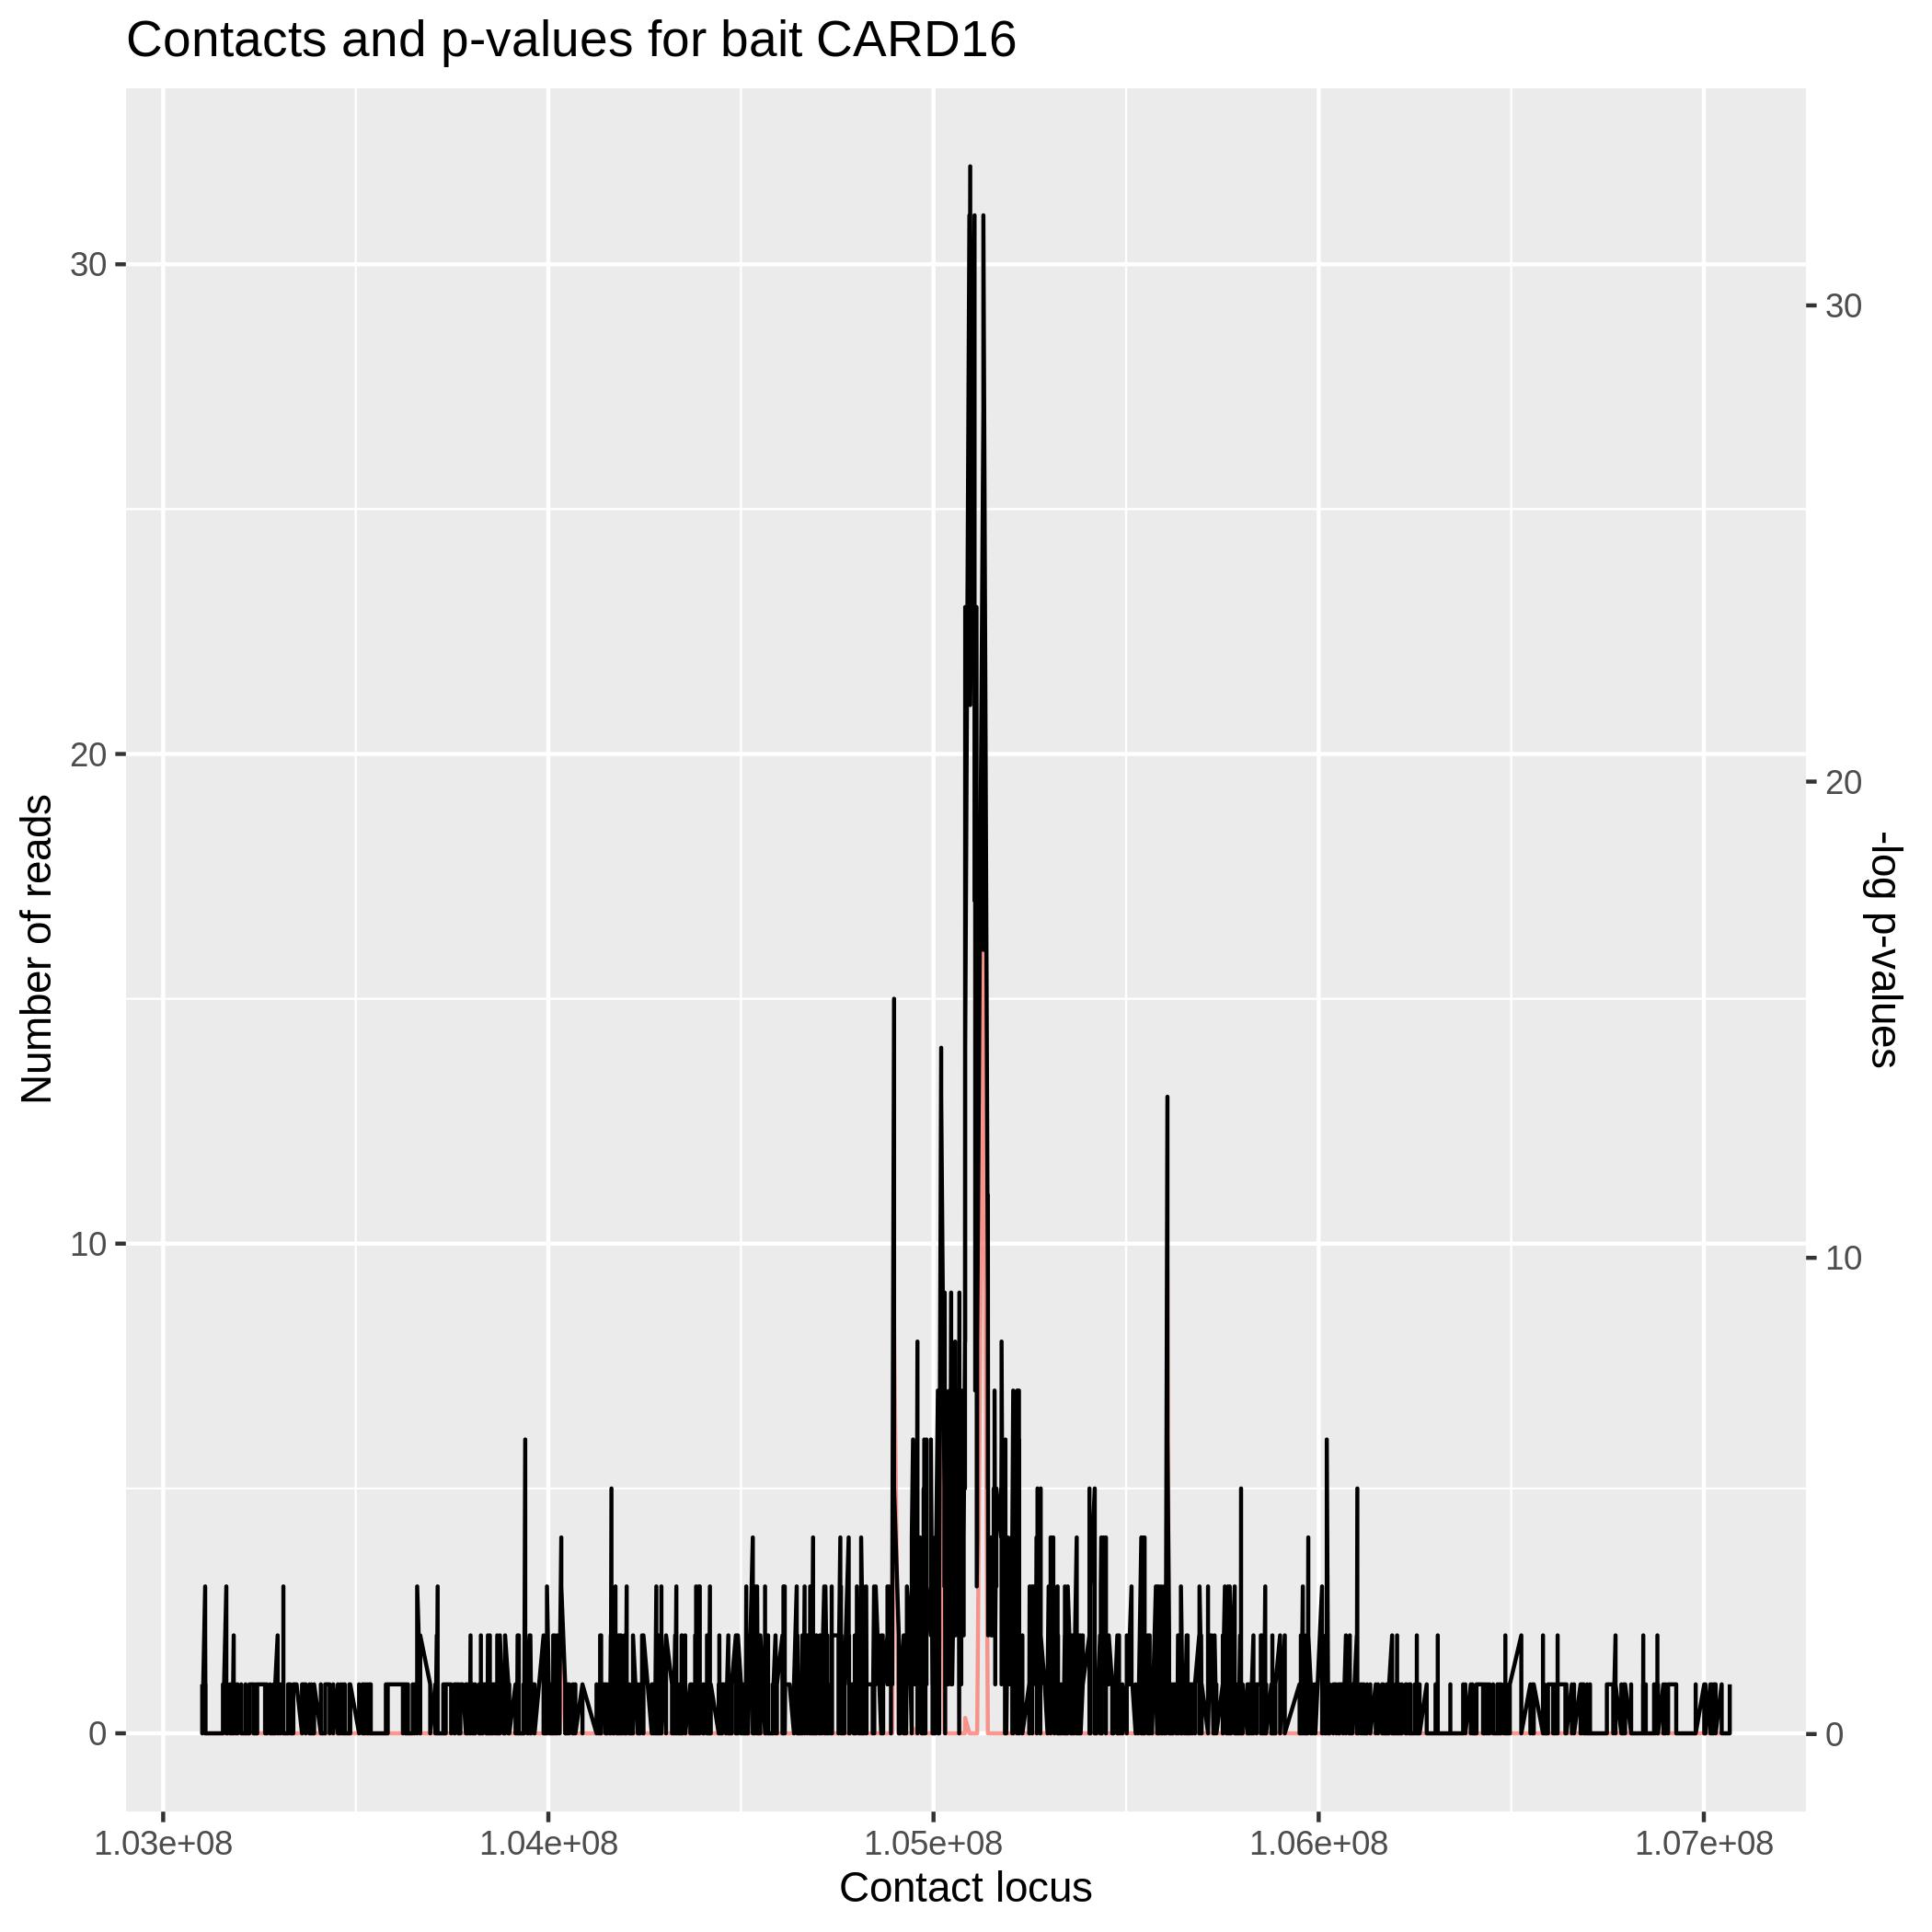 Contacts and p-values for bait CARD16
30
20
10
0
Number of reads
30
20
10
0
-log p-values
1.03e+08
1.04e+08
1.05e+08
1.06e+08
1.07e+08
Contact locus